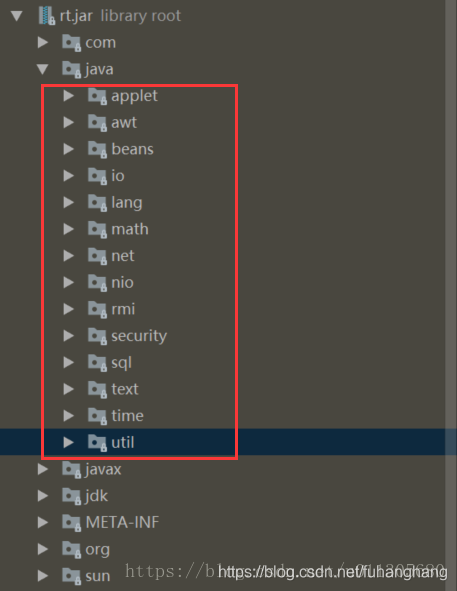 rt.jar library root
com
java
applet
awt
beans
io
lang
math
net
nio
rmi
security
sql
text
time
util
javax
jdk
META-INF
org
sun
https://blog.csdn.net/fuhanghang